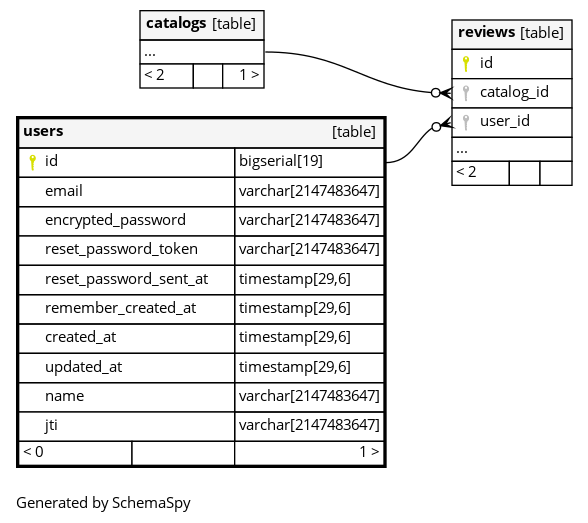 catalogs [table]
...
< 2 1 >
reviews [table]
id
catalog_id
user_id
...
< 2
users [table]
id bigserial[19]
email varchar[2147483647]
encrypted_password varchar[2147483647]
reset_password_token varchar[2147483647]
reset_password_sent_at timestamp[29,6]
remember_created_at timestamp[29,6]
created_at timestamp[29,6]
updated_at timestamp[29,6]
name varchar[2147483647]
jti varchar[2147483647]
< 0 1 >
Generated by SchemaSpy